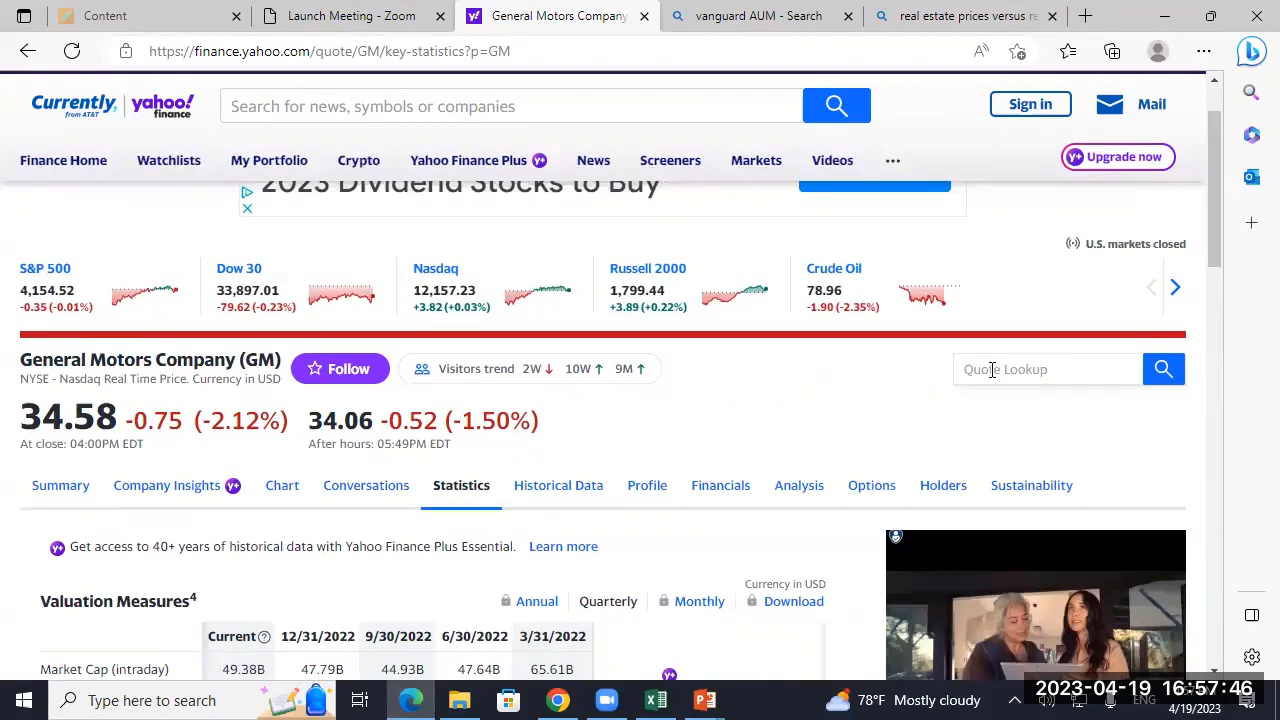 Content
Launch Meeting - Zoom
General Motors Company
vanguard AUM - Search
real estate prices versus re
https://finance.yahoo.com/quote/GM/key-statistics?p=GM
Currently, from AT&T yahoo! finance
Search for news, symbols or companies
Sign in
Mail
Finance Home Watchlists My Portfolio Crypto Yahoo Finance Plus News Screeners Markets Videos ...
Upgrade now
2023 Dividend Stocks to Buy
U.S. markets closed
S&P 500
4,154.52
-0.35 (-0.01%)
Dow 30
33,897.01
-79.62 (-0.23%)
Nasdaq
12,157.23
+3.82 (+0.03%)
Russell 2000
1,799.44
+3.89 (+0.22%)
Crude Oil
78.96
-1.90 (-2.35%)
General Motors Company (GM)
NYSE - Nasdaq Real Time Price. Currency in USD
Follow
Visitors trend 2W 10W 9M
Quote Lookup
34.58 -0.75 (-2.12%)
At close: 04:00PM EDT
34.06 -0.52 (-1.50%)
After hours: 05:49PM EDT
Summary Company Insights Chart Conversations Statistics Historical Data Profile Financials Analysis Options Holders Sustainability
Get access to 40+ years of historical data with Yahoo Finance Plus Essential. Learn more
Currency in USD
Valuation Measures4
Annual Quarterly Monthly Download
Current 12/31/2022 9/30/2022 6/30/2022 3/31/2022
Market Cap (intraday) 49.38B 47.79B 44.93B 47.64B 65.61B
Type here to search
78°F Mostly cloudy
ENG
2023-04-19 16:57:46
4/19/2023